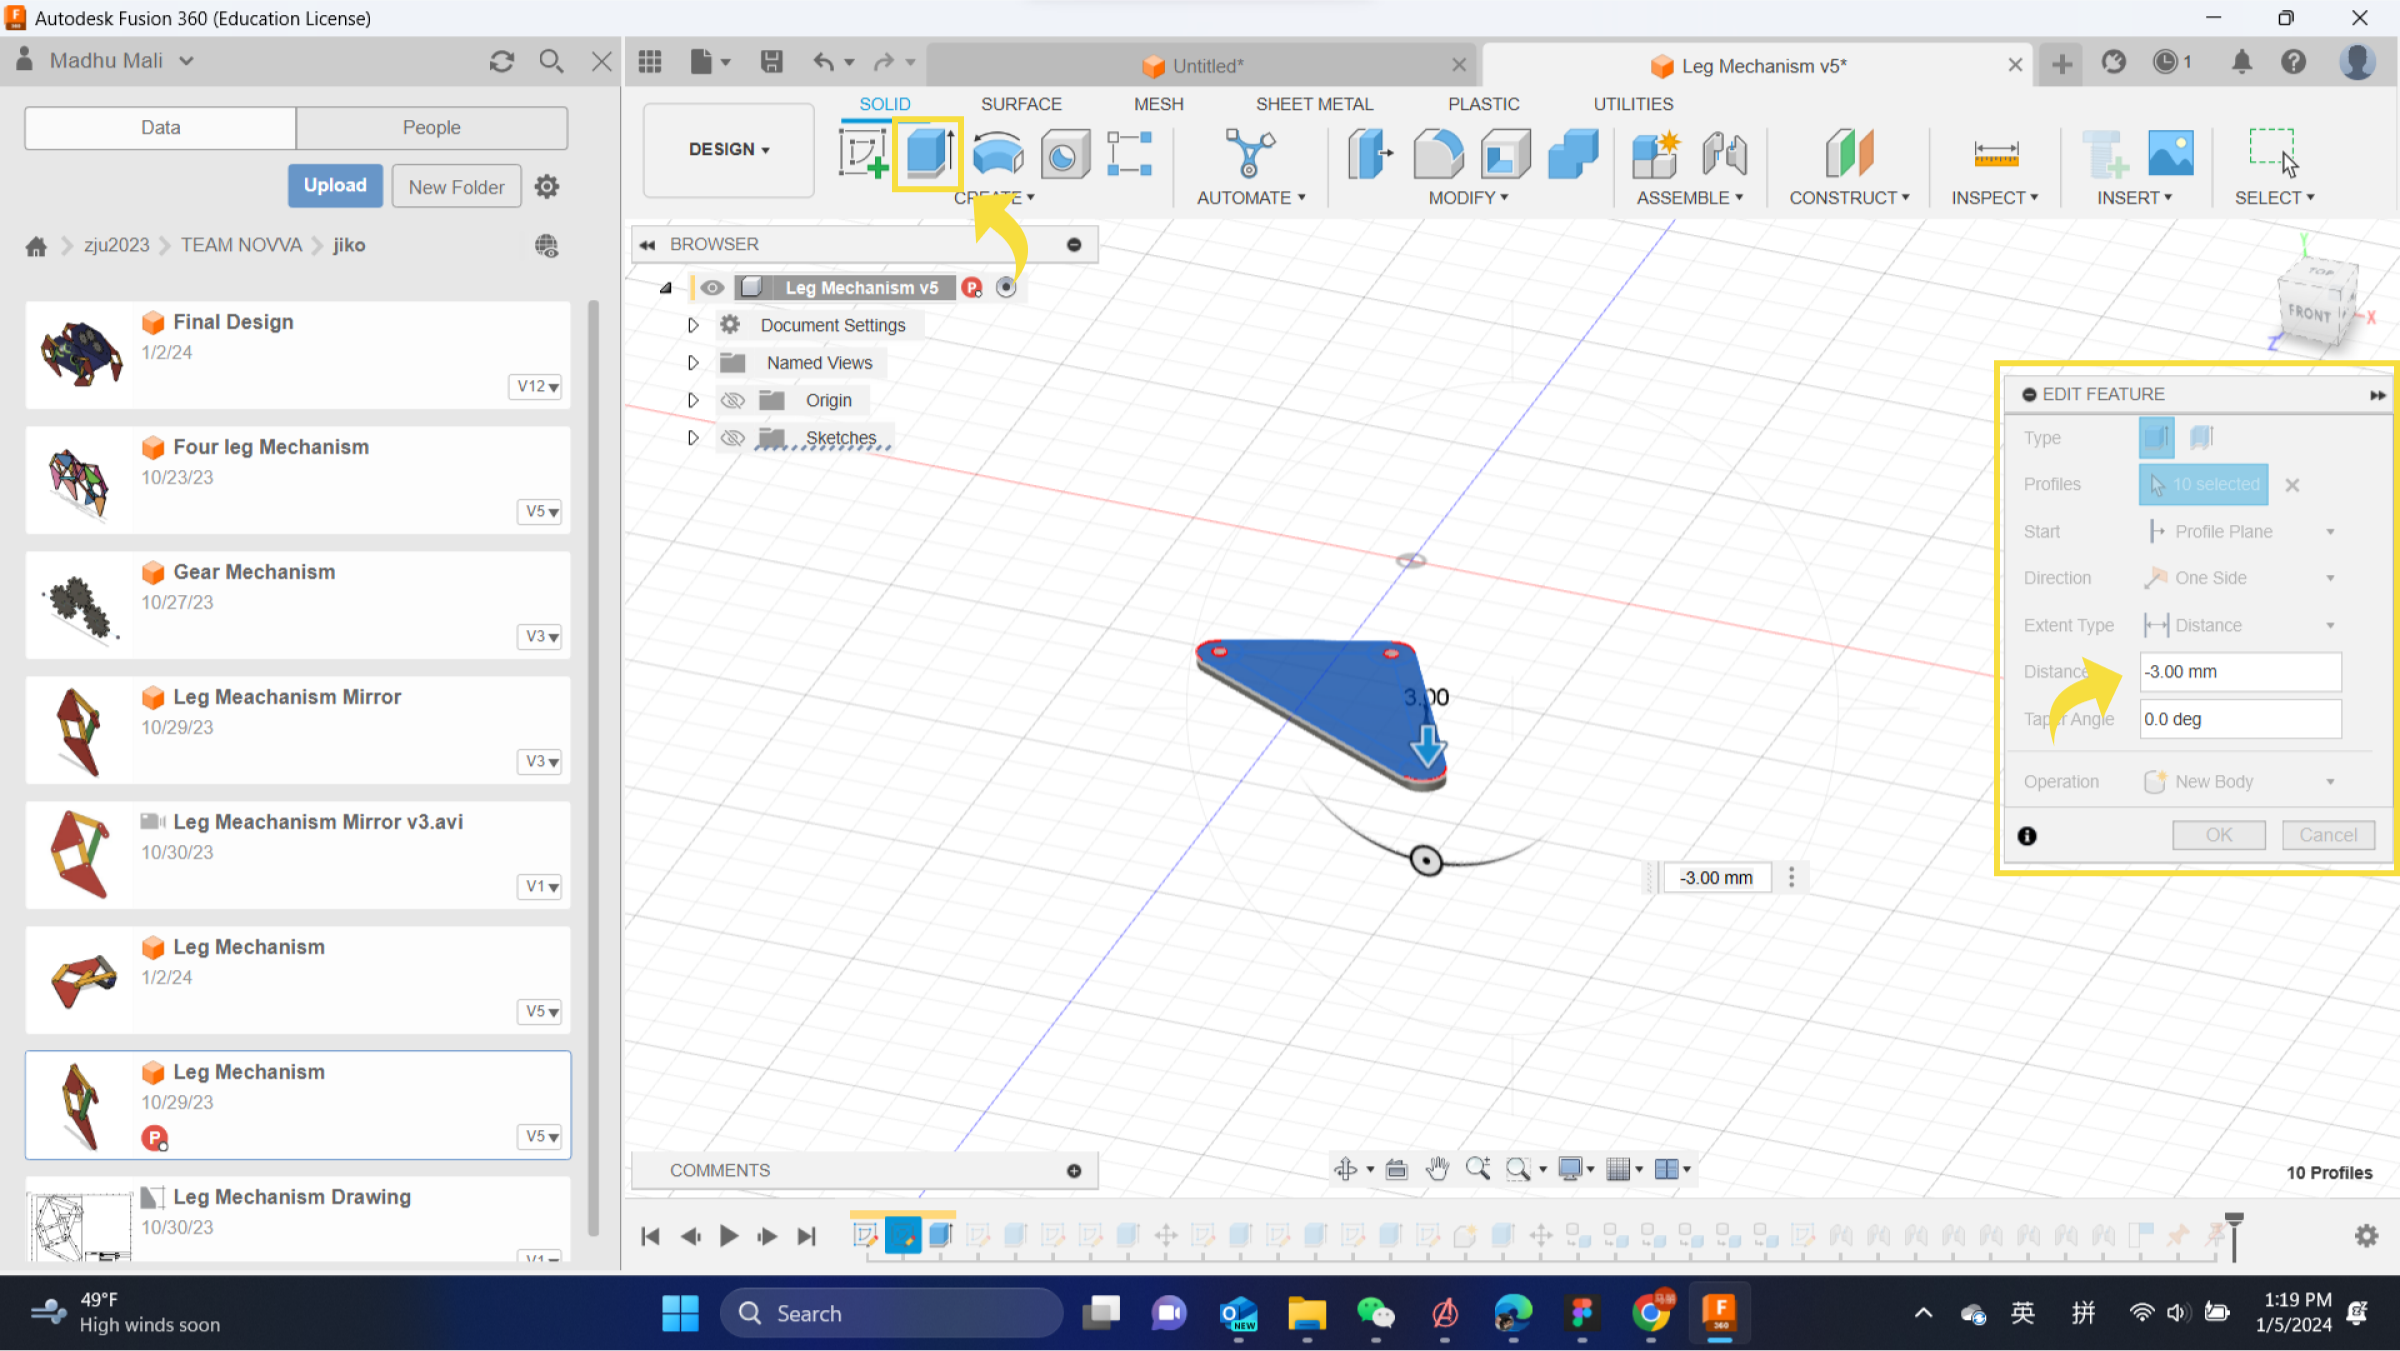 Autodesk Fusion 360 (Education License)
Madhu Mali
Untitled*
Leg Mechanism v5*
1
Data
People
Upload
New Folder
zju2023
TEAM NOVVA
jiko
Final Design
1/2/24
V12
Four leg Mechanism
10/23/23
V5
Gear Mechanism
10/27/23
V3
Leg Meachanism Mirror
10/29/23
V3
Leg Meachanism Mirror v3.avi
10/30/23
V1
Leg Mechanism
1/2/24
V5
Leg Mechanism
10/29/23
P
V5
Leg Mechanism Drawing
10/30/23
V1
DESIGN
SOLID
SURFACE
MESH
SHEET METAL
PLASTIC
UTILITIES
CREATE
AUTOMATE
MODIFY
ASSEMBLE
CONSTRUCT
INSPECT
INSERT
SELECT
BROWSER
Leg Mechanism v5
P
Document Settings
Named Views
Origin
Sketches
Y
TOP
FRONT
X
Z
EDIT FEATURE
Type
Profiles
10 selected
Start
Profile Plane
Direction
One Side
Extent Type
Distance
Distance
-3.00 mm
Taper Angle
0.0 deg
Operation
New Body
OK
Cancel
3.00
-3.00 mm
COMMENTS
10 Profiles
49°F
High winds soon
Search
NEW
F
360
英
拼
1:19 PM
1/5/2024